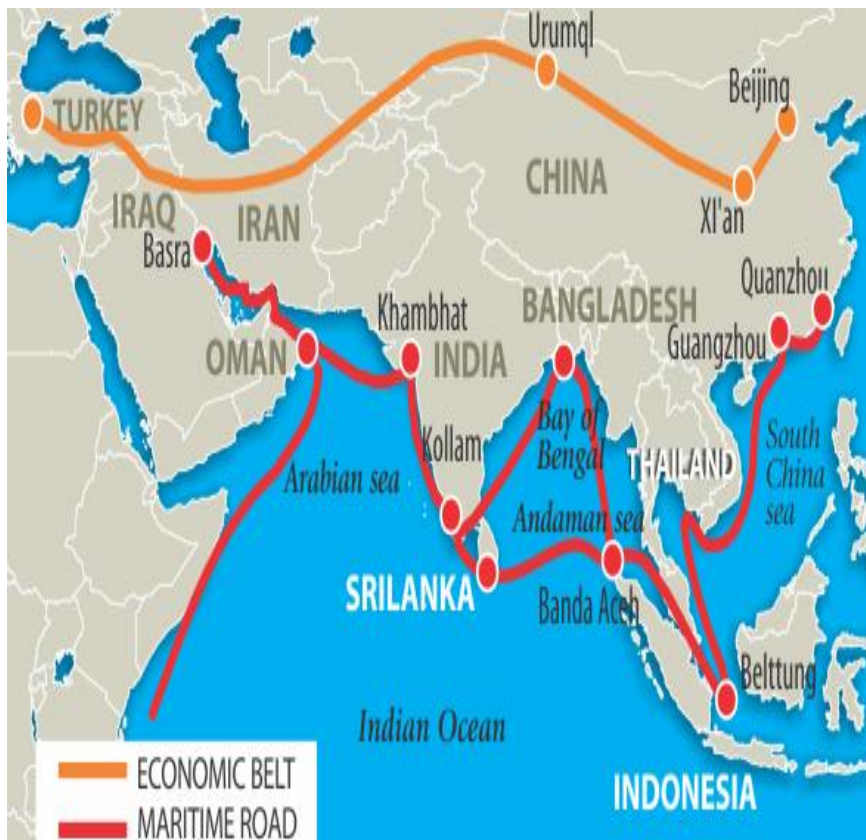 Urumql
Beijing
TURKEY
CHINA
XI'an
IRAQ
IRAN
Basra
Quanzhou
Khambhat
BANGLADESH
Guangzhou
OMAN
INDIA
Kollam
Bay of
Bengal
South
China
sea
THAILAND
Arabian sea
Andaman sea
SRILANKA
Banda Aceh
Belttung
Indian Ocean
INDONESIA
ECONOMIC BELT
MARITIME ROAD